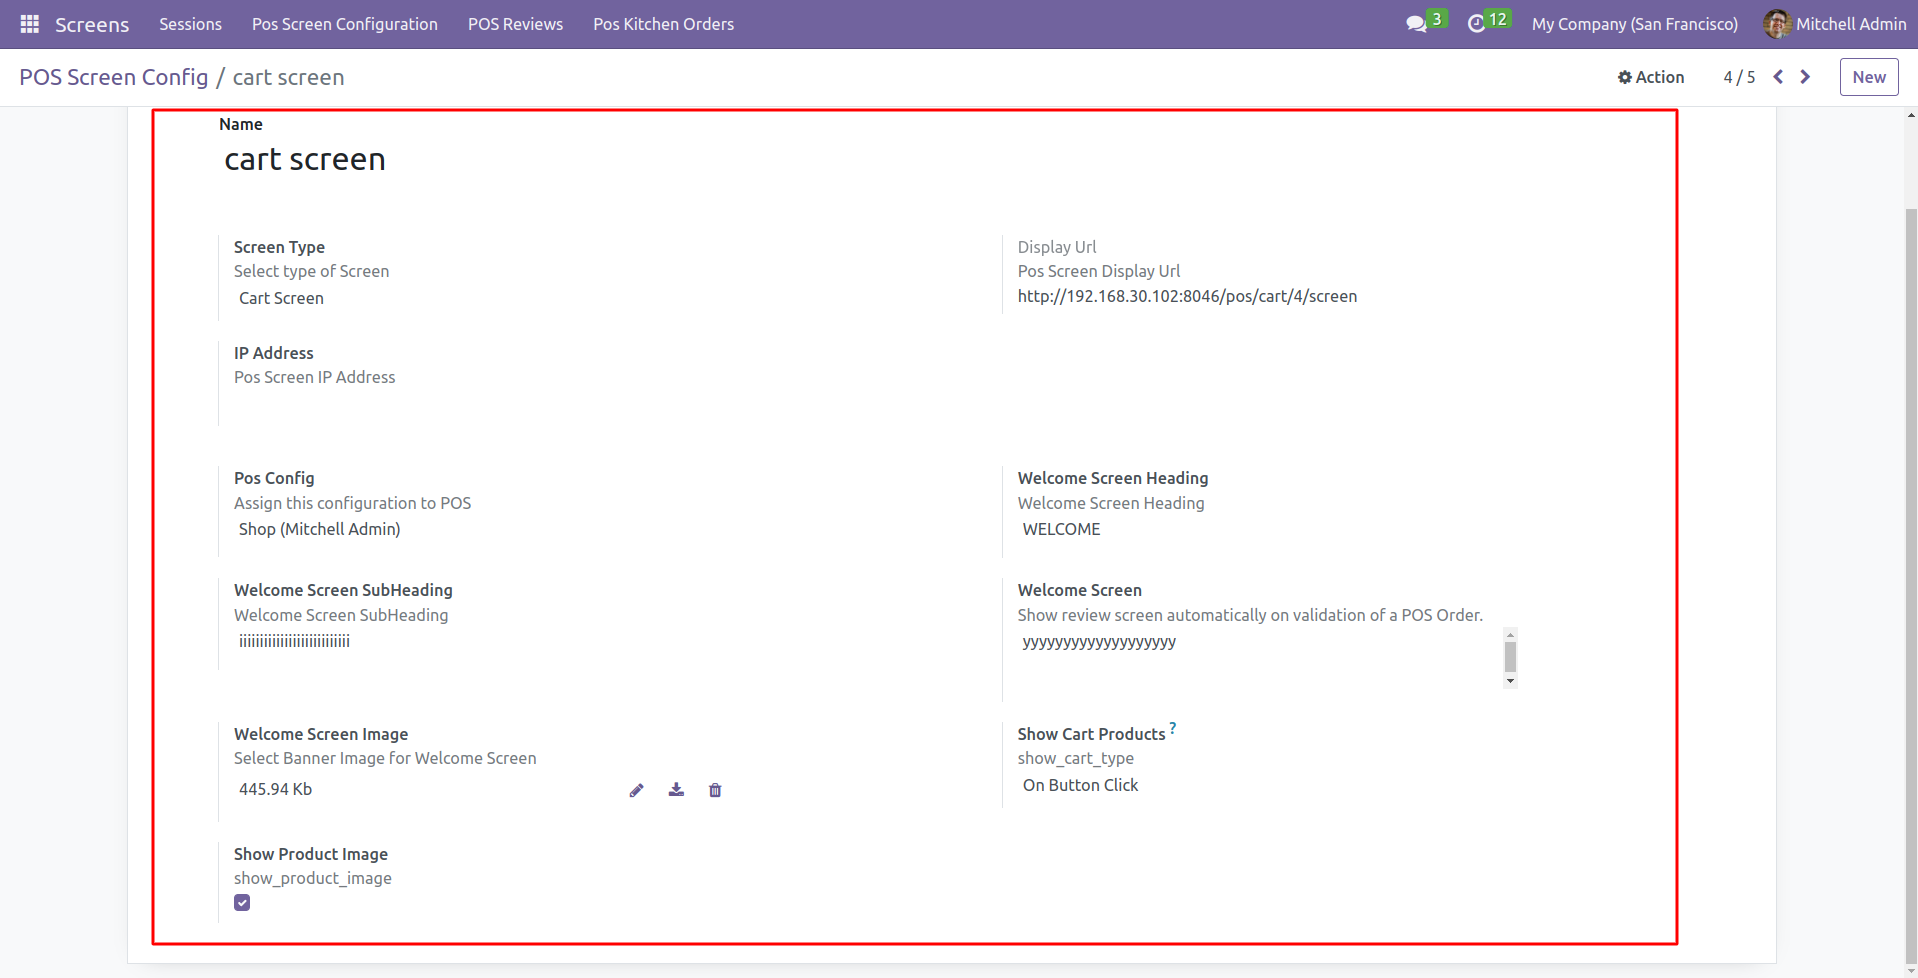 Screens Sessions Pos Screen Configuration POS Reviews Pos Kitchen Orders 3 12 My Company (San Francisco) Mitchell Admin
POS Screen Config / cart screen Action 4 / 5 New
Name
cart screen
Screen Type
Select type of Screen
Cart Screen
Display Url
Pos Screen Display Url
http://192.168.30.102:8046/pos/cart/4/screen
IP Address
Pos Screen IP Address
Pos Config
Assign this configuration to POS
Shop (Mitchell Admin)
Welcome Screen Heading
Welcome Screen Heading
WELCOME
Welcome Screen SubHeading
Welcome Screen SubHeading
Welcome Screen
Show review screen automatically on validation of a POS Order.
yyyyyyyyyyyyyyyyyyy
Welcome Screen Image
Select Banner Image for Welcome Screen
445.94 Kb
Show Cart Products ?
show_cart_type
On Button Click
Show Product Image
show_product_image